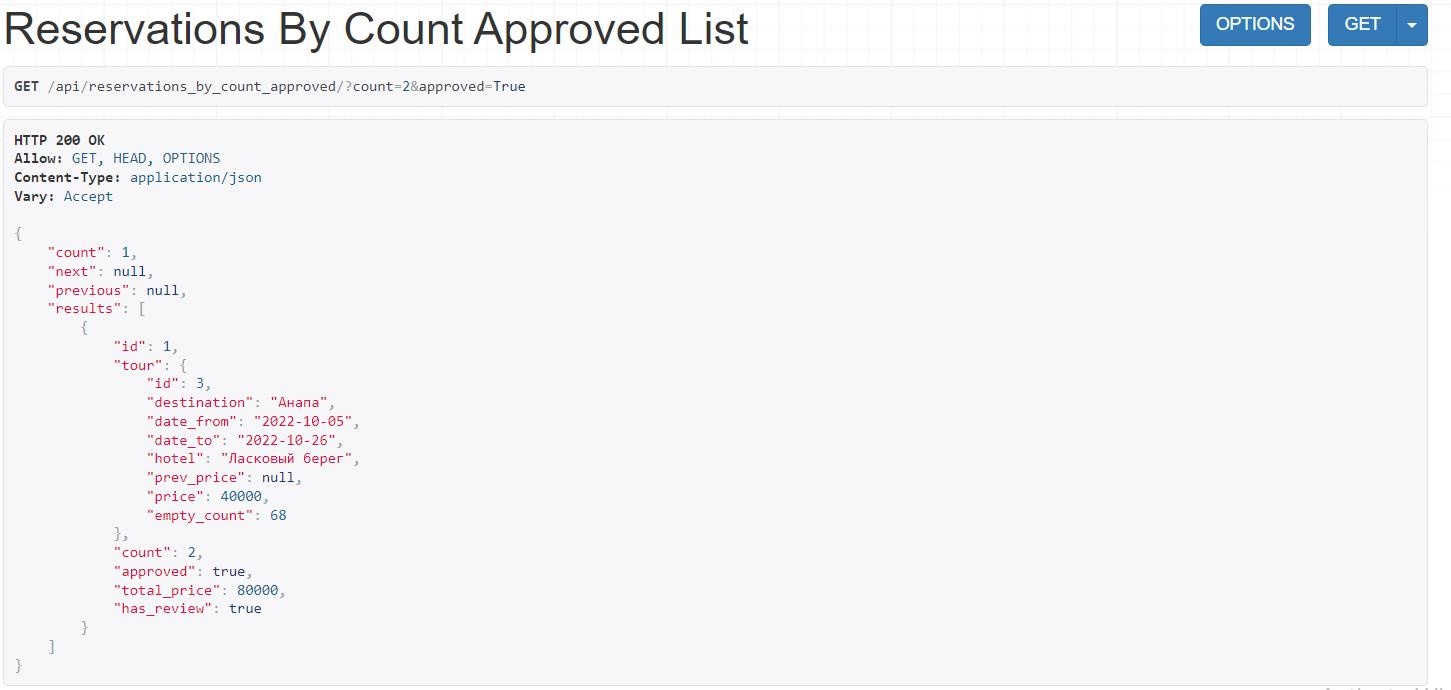 Reservations By Count Approved List
OPTIONS
GET
GET /api/reservations_by_count_approved/?count=2&approved=True
HTTP 200 OK
Allow: GET, HEAD, OPTIONS
Content-Type: application/json
Vary: Accept
{
    "count": 1,
    "next": null,
    "previous": null,
    "results": [
        {
            "id": 1,
            "tour": {
                "id": 3,
                "destination": "Анапа",
                "date_from": "2022-10-05",
                "date_to": "2022-10-26",
                "hotel": "Ласковый берег",
                "prev_price": null,
                "price": 40000,
                "empty_count": 68
            },
            "count": 2,
            "approved": true,
            "total_price": 80000,
            "has_review": true
        }
    ]
}